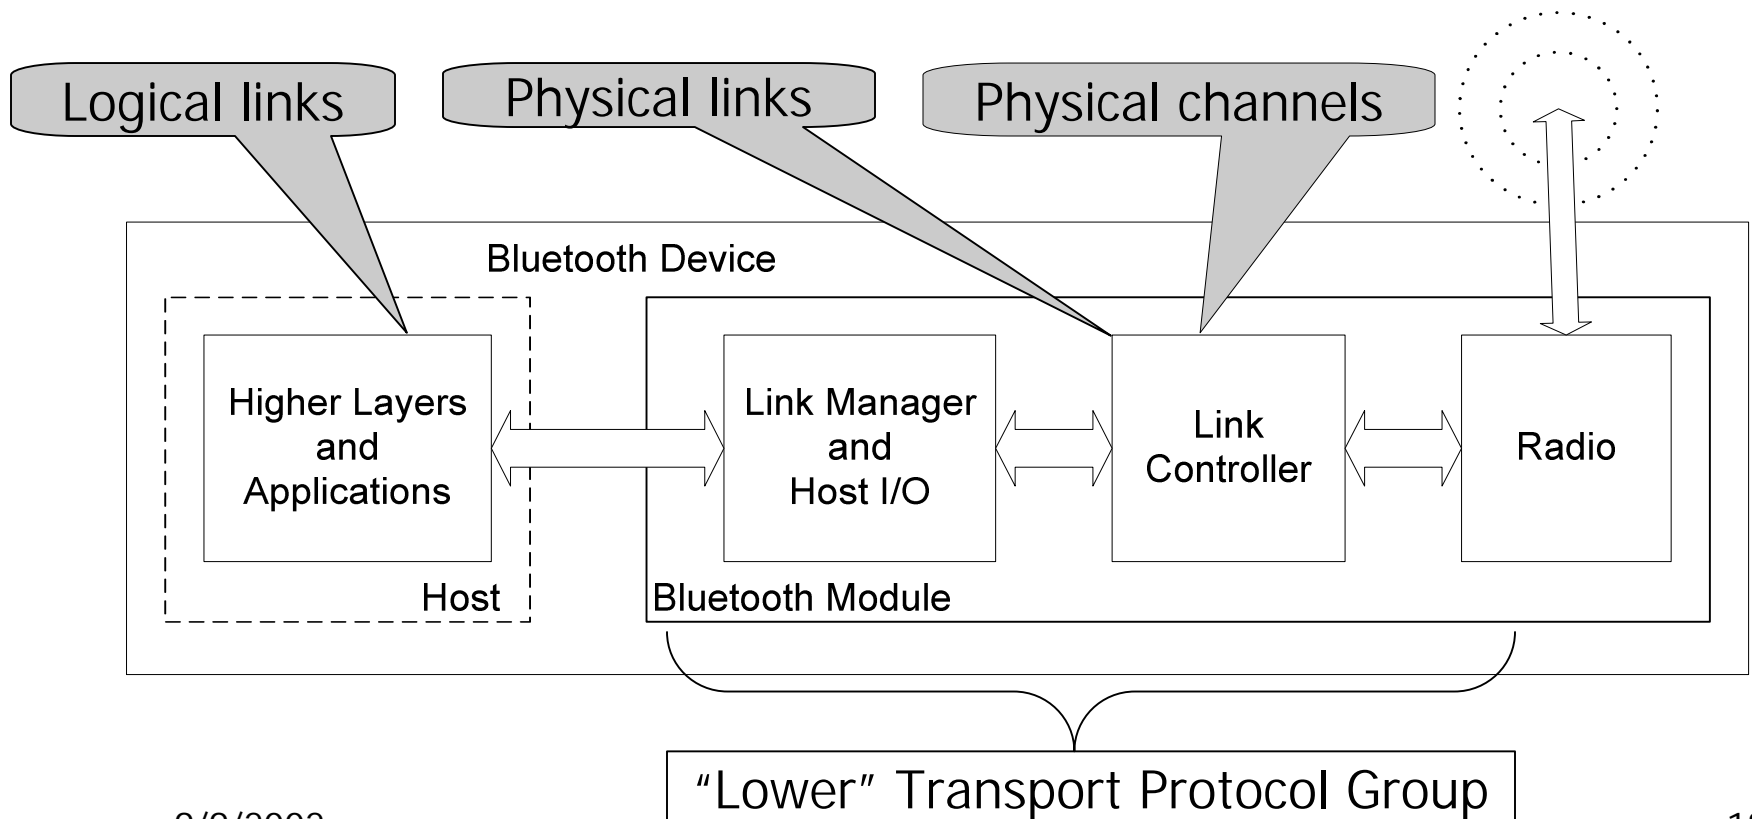 Logical links
Physical links
Physical channels
Bluetooth Device
Higher Layers
and
Applications
Link Manager
and
Host I/O
Link
Controller
Radio
Host
Bluetooth Module
“Lower” Transport Protocol Group